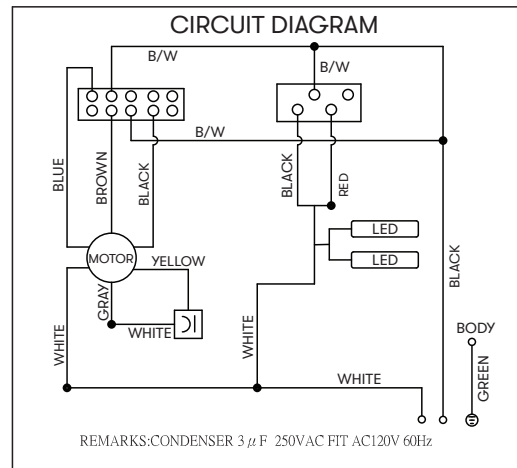 CIRCUIT DIAGRAM
B/W
B/W
B/W
BLUE
BROWN
BLACK
BLACK
RED
LED
LED
MOTOR
YELLOW
GRAY
WHITE
WHITE
WHITE
BLACK
BODY
GREEN
WHITE
REMARKS:CONDENSER 3 μ F 250VAC FIT AC120V 60Hz